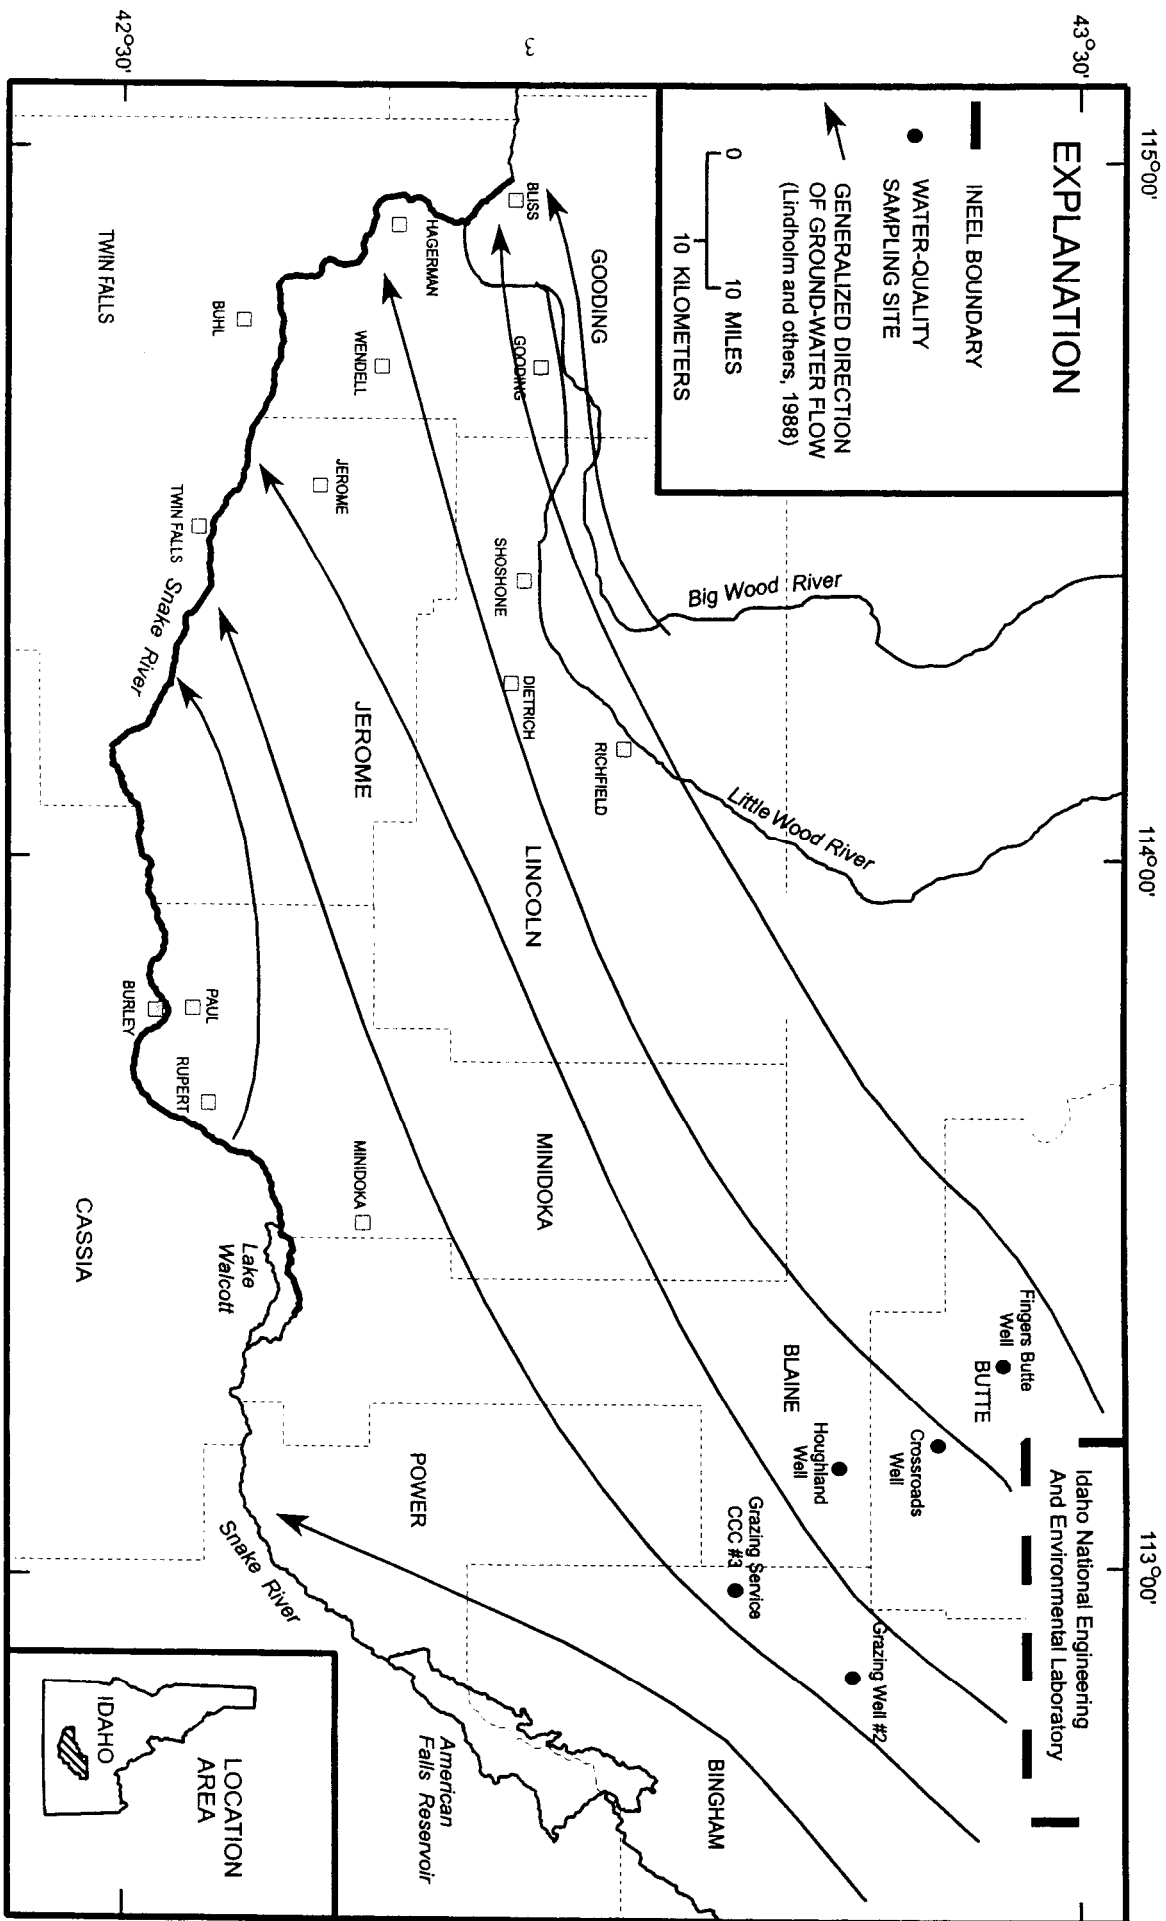 115°00'
114°00'
113°00'
43°30'
42°30'
EXPLANATION
INEEL BOUNDARY
WATER-QUALITY
SAMPLING SITE
GENERALIZED DIRECTION
OF GROUND-WATER FLOW
(Lindholm and others, 1988)
0
10 MILES
10 KILOMETERS
Idaho National Engineering
And Environmental Laboratory
Fingers Butte
Well
BUTTE
Crossroads
Well
Houghland
Well
BLAINE
Grazing Service
CCC #3
Grazing Well #2
Big Wood River
Little Wood River
GOODING
BLISS
GOODING
HAGERMAN
WENDELL
BUHL
TWIN FALLS
JEROME
TWIN FALLS
Snake River
SHOSHONE
DIETRICH
RICHFIELD
JEROME
LINCOLN
MINIDOKA
MINIDOKA
PAUL
BURLEY
RUPERT
CASSIA
Lake
Walcott
POWER
Snake River
BINGHAM
American
Falls Reservoir
LOCATION
AREA
IDAHO
3